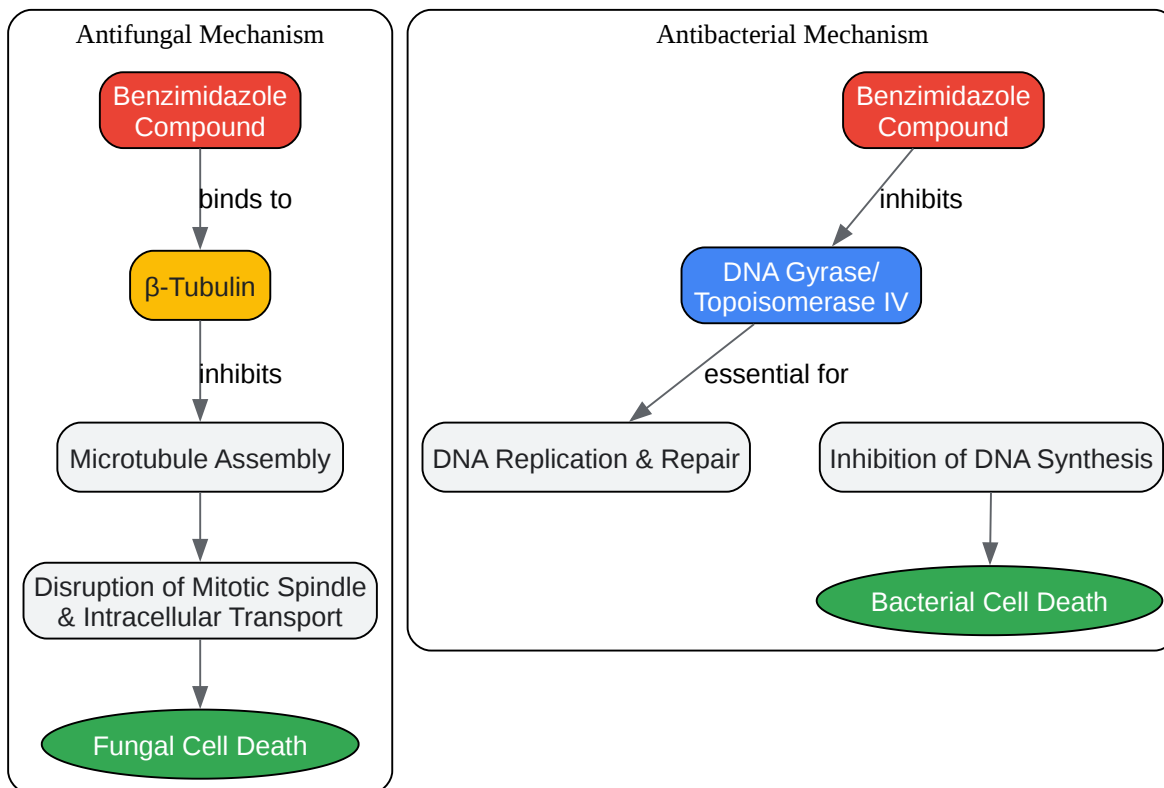 Antifungal Mechanism
Benzimidazole
Compound
binds to
β-Tubulin
inhibits
Microtubule Assembly
Disruption of Mitotic Spindle
& Intracellular Transport
Fungal Cell Death
Antibacterial Mechanism
Benzimidazole
Compound
inhibits
DNA Gyrase/
Topoisomerase IV
essential for
DNA Replication & Repair
Inhibition of DNA Synthesis
Bacterial Cell Death